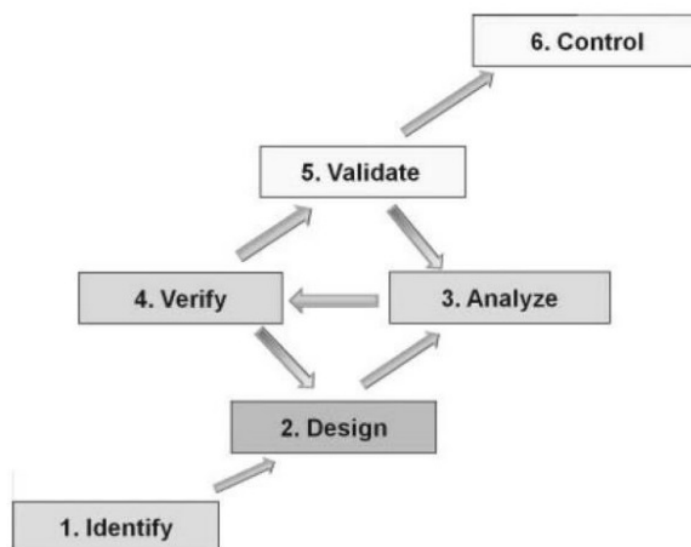 6. Control
5. Validate
4. Verify
3. Analyze
2. Design
1. Identify